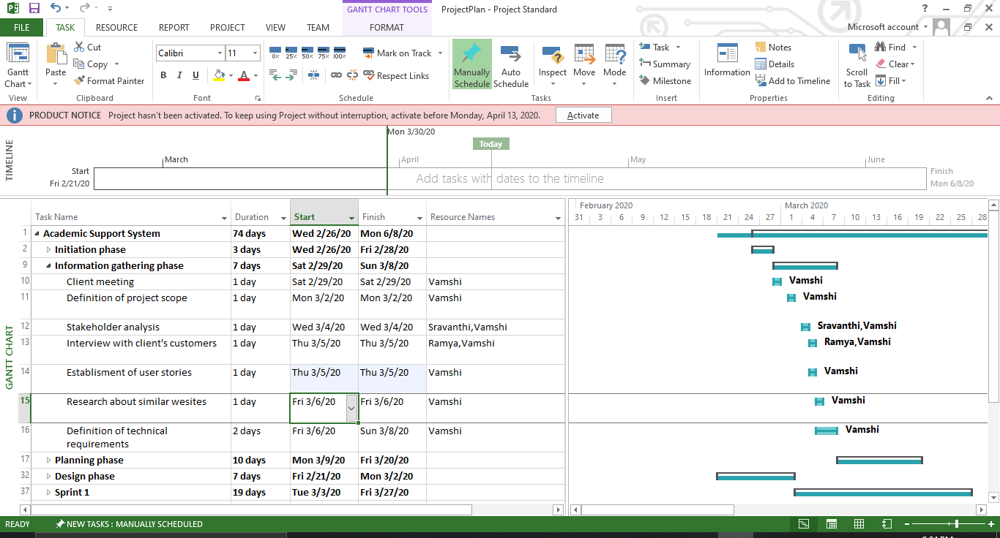 GANTT CHART TOOLS ProjectPlan - Project Standard
FILE TASK RESOURCE REPORT PROJECT VIEW TEAM FORMAT Microsoft account
Gantt Chart
View
Paste
Cut
Copy
Format Painter
Clipboard
Calibri 11
B I U A
Font
0% 25% 50% 75% 100%
Mark on Track
Respect Links
Schedule
Manually Schedule
Auto Schedule
Inspect Move Mode
Tasks
Task
Summary
Milestone
Insert
Information
Notes
Details
Add to Timeline
Properties
Scroll to Task
Find
Clear
Fill
Editing
PRODUCT NOTICE Project hasn't been activated. To keep using Project without interruption, activate before Monday, April 13, 2020. Activate
TIMELINE
Mon 3/30/20
Today
March April May June
Start
Fri 2/21/20
Add tasks with dates to the timeline
Finish
Mon 6/8/20
GANTT CHART
Task Name Duration Start Finish Resource Names
1 Academic Support System 74 days Wed 2/26/20 Mon 6/8/20
2 Initiation phase 3 days Wed 2/26/20 Fri 2/28/20
9 Information gathering phase 7 days Sat 2/29/20 Sun 3/8/20
10 Client meeting 1 day Sat 2/29/20 Sat 2/29/20 Vamshi
11 Definition of project scope 1 day Mon 3/2/20 Mon 3/2/20 Vamshi
12 Stakeholder analysis 1 day Wed 3/4/20 Wed 3/4/20 Sravanthi,Vamshi
13 Interview with client's customers 1 day Thu 3/5/20 Thu 3/5/20 Ramya,Vamshi
14 Establisment of user stories 1 day Thu 3/5/20 Thu 3/5/20 Vamshi
15 Research about similar wesites 1 day Fri 3/6/20 Fri 3/6/20 Vamshi
16 Definition of technical 2 days Fri 3/6/20 Sun 3/8/20 Vamshi
requirements
17 Planning phase 10 days Mon 3/9/20 Fri 3/20/20
32 Design phase 7 days Fri 2/21/20 Mon 3/2/20
37 Sprint 1 19 days Tue 3/3/20 Fri 3/27/20
February 2020 March 2020
31 3 6 9 12 15 18 21 24 27 1 4 7 10 13 16 19 22 25 28
Vamshi
Vamshi
Sravanthi,Vamshi
Ramya,Vamshi
Vamshi
Vamshi
Vamshi
READY NEW TASKS : MANUALLY SCHEDULED